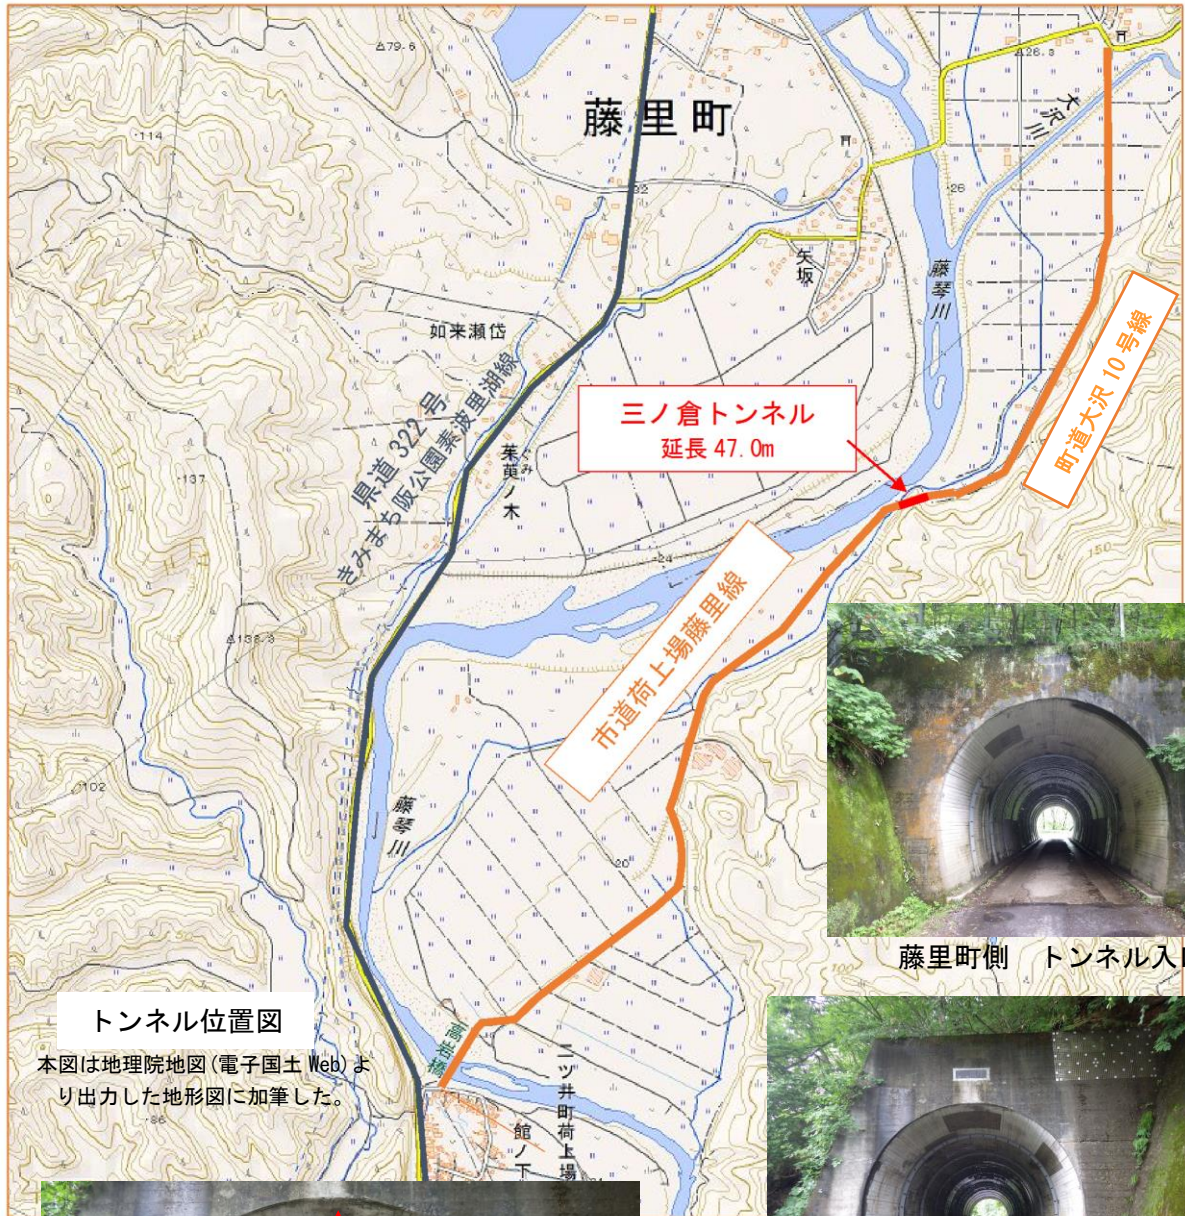 △79.6
藤里町
△26.3
大沢川
・114
・32
・26
矢坂
藤琴川
如来瀬岱
県道322号
きみまち阪公園素波里湖線
茱萸ノ木
ぐみ
三ノ倉トンネル
延長 47.0m
町道大沢10号線
・137
・24
150
市道荷上場藤里線
△138.3
・102
藤琴川
・20
100
藤里町側 トンネル入
トンネル位置図
本図は地理院地図(電子国土 Web)よ
り出力した地形図に加筆した。
高岩橋
二ツ井町荷上場
館ノ下
・86